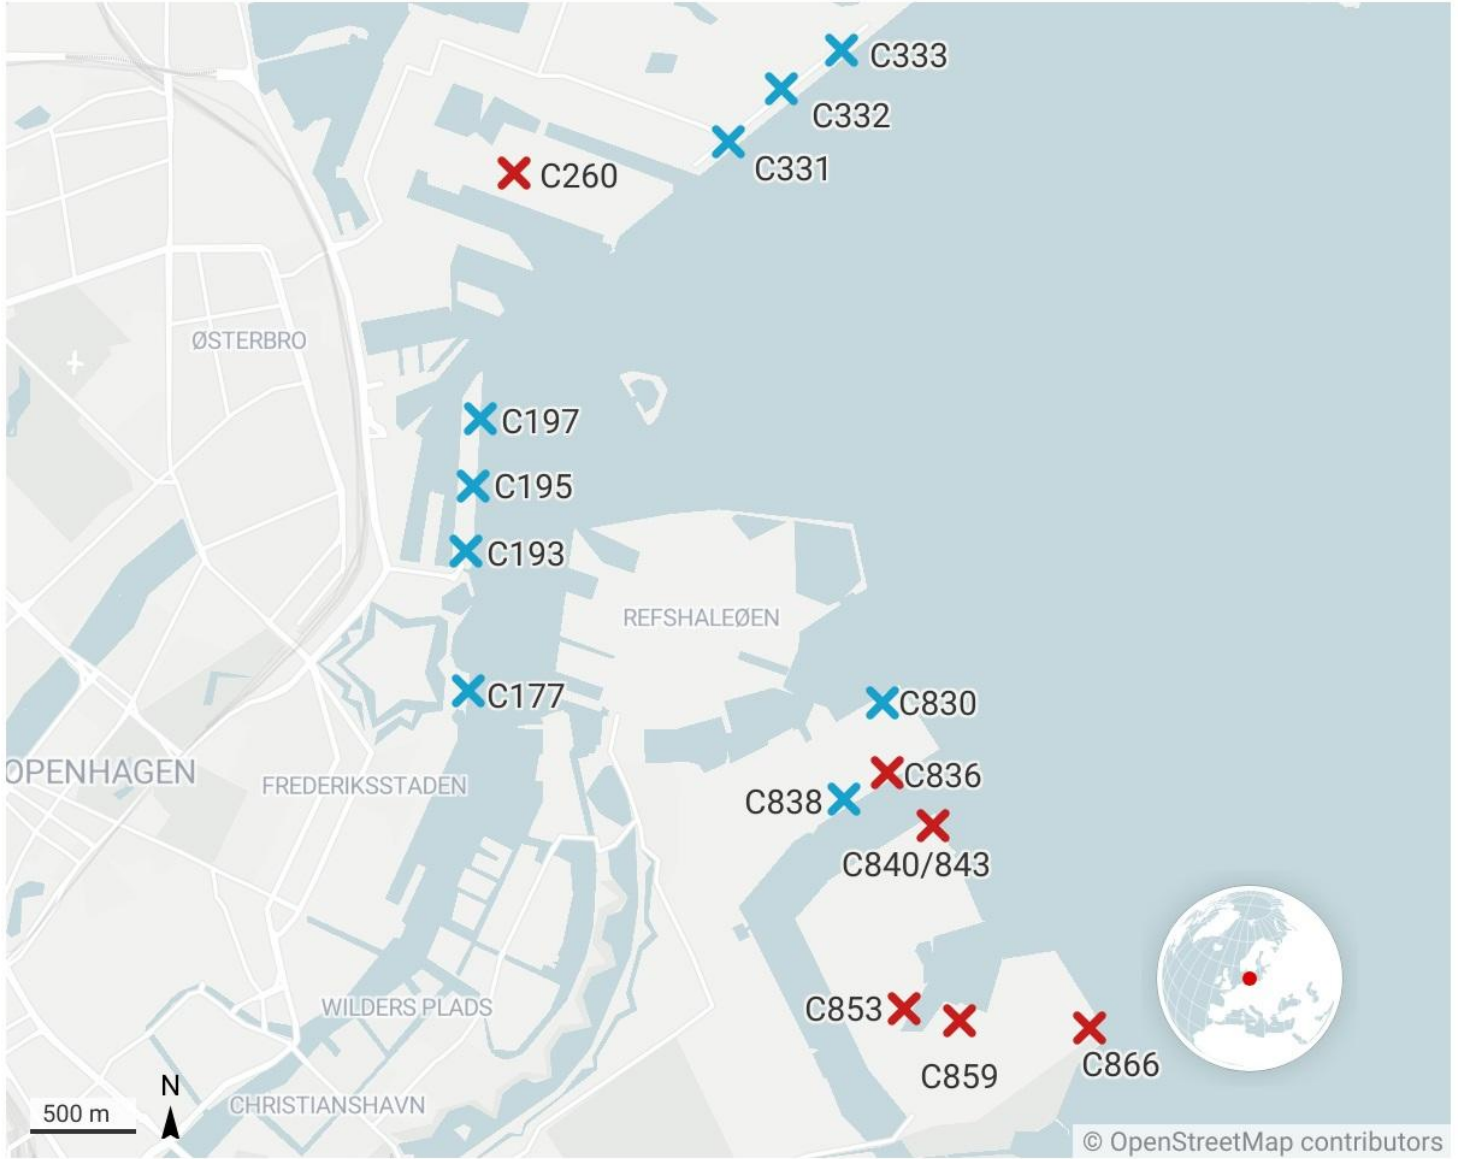 C333
C332
C331
C260
ØSTERBRO
C197
C195
C193
REFSHALEØEN
C177
C830
OPENHAGEN
FREDERIKSSTADEN
C836
C838
C840/843
WILDERS PLADS
C853
C859
C866
N
500 m
CHRISTIANSHAVN
© OpenStreetMap contributors